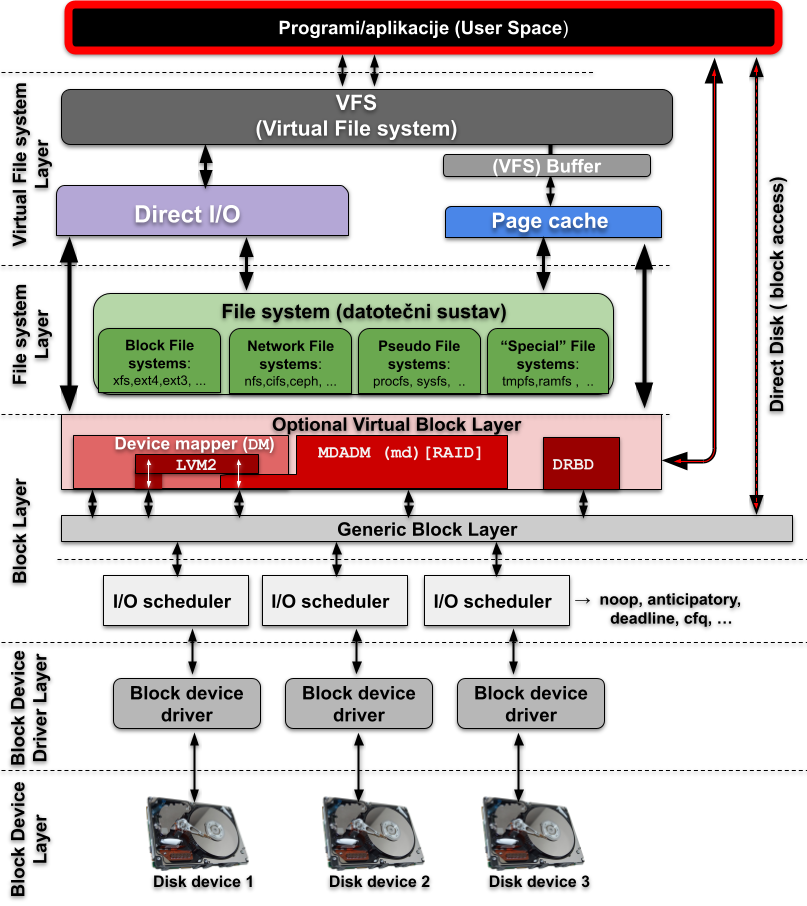 Programi/aplikacije (User Space)
Virtual File system
Layer
VFS
(Virtual File system)
(VFS) Buffer
Direct I/O
Page cache
Direct Disk ( block access)
File system
Layer
File system (datotečni sustav)
Block File
systems:
xfs,ext4,ext3, ...
Network File
systems:
nfs,cifs,ceph, ...
Pseudo File
systems:
procfs, sysfs, ..
“Special” File
systems:
tmpfs,ramfs , ..
Block Layer
Optional Virtual Block Layer
Device mapper (DM)
LVM2
MDADM (md)[RAID]
DRBD
Generic Block Layer
I/O scheduler
I/O scheduler
I/O scheduler
→ noop, anticipatory,
deadline, cfq, …
Block Device
Driver Layer
Block device
driver
Block device
driver
Block device
driver
Block Device
Layer
Disk device 1
Disk device 2
Disk device 3